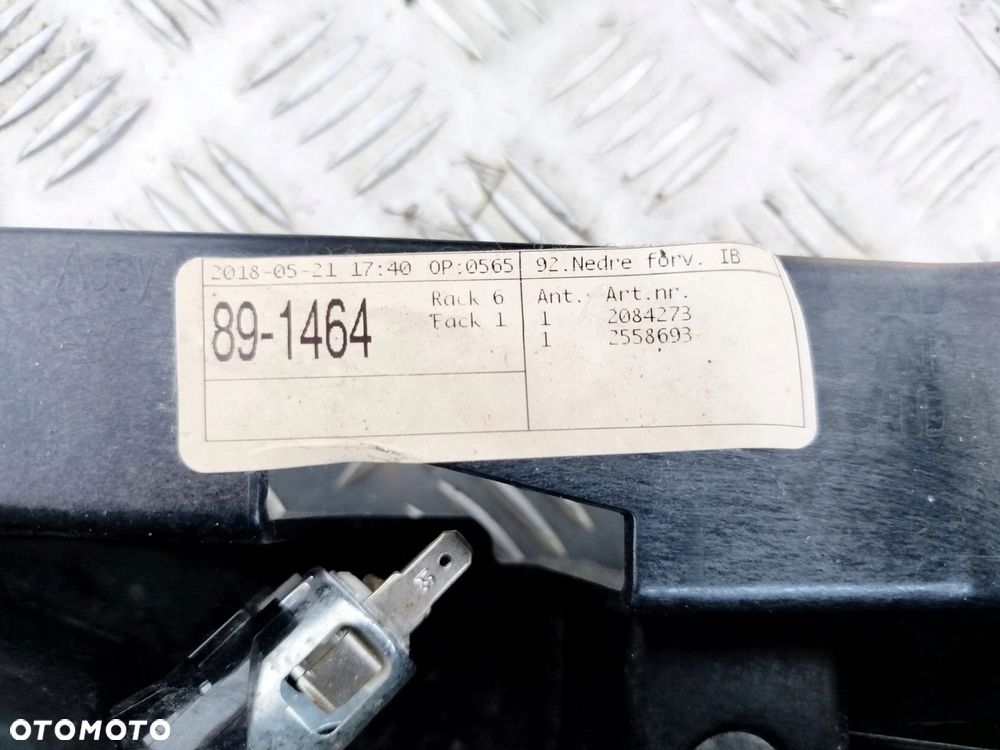 2018-05-21 17:40 OP:0565
92.Nedre förv. IB
89-1464
Rack 6
Fack 1
Ant. Art.nr.
1 2084273
1 2558693
OTOMOTO